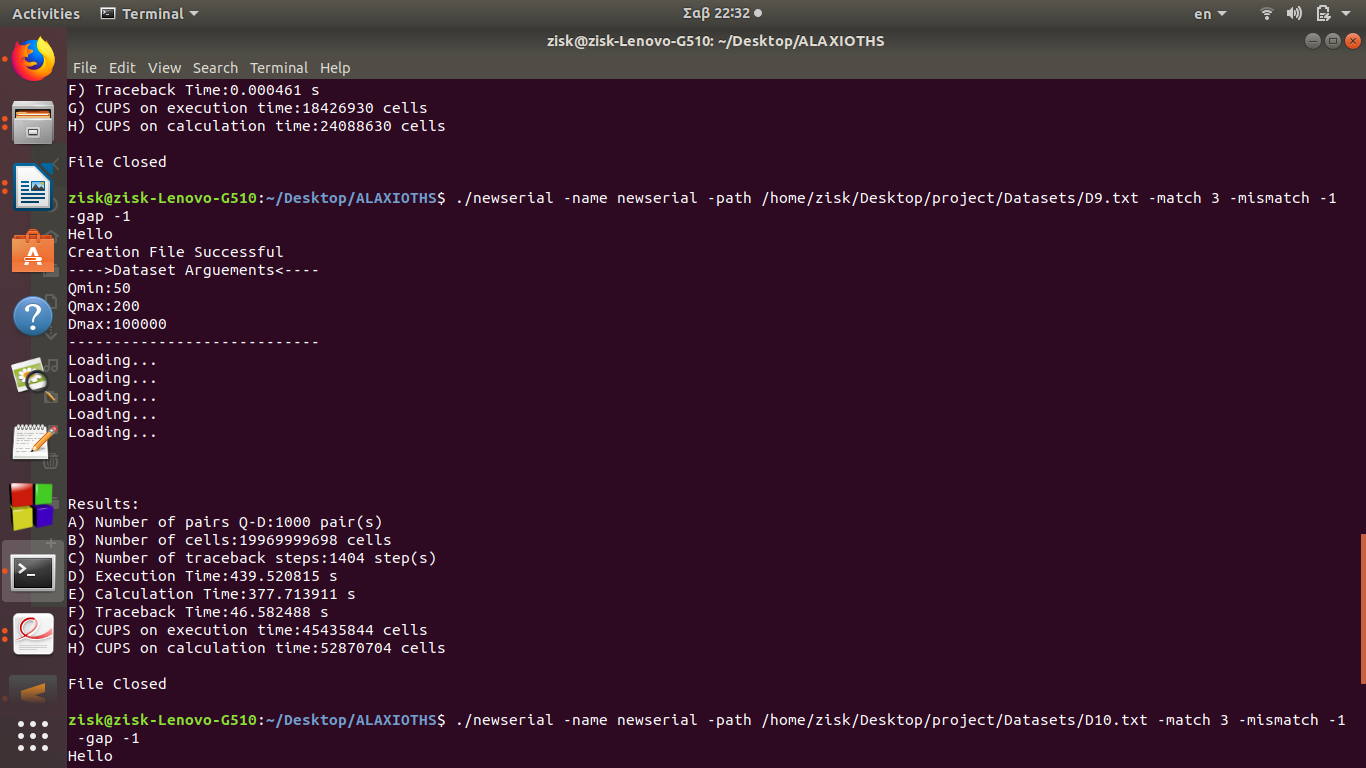 Activities Terminal Σαβ 22:32 en
zisk@zisk-Lenovo-G510: ~/Desktop/ALAXIOTHS
File Edit View Search Terminal Help
F) Traceback Time:0.000461 s
G) CUPS on execution time:18426930 cells
H) CUPS on calculation time:24088630 cells
File Closed
zisk@zisk-Lenovo-G510:~/Desktop/ALAXIOTHS$ ./newserial -name newserial -path /home/zisk/Desktop/project/Datasets/D9.txt -match 3 -mismatch -1
-gap -1
Hello
Creation File Successful
---->Dataset Arguements<----
Qmin:50
Qmax:200
Dmax:100000
----------------------------
Loading...
Loading...
Loading...
Loading...
Loading...
Results:
A) Number of pairs Q-D:1000 pair(s)
B) Number of cells:19969999698 cells
C) Number of traceback steps:1404 step(s)
D) Execution Time:439.520815 s
E) Calculation Time:377.713911 s
F) Traceback Time:46.582488 s
G) CUPS on execution time:45435844 cells
H) CUPS on calculation time:52870704 cells
File Closed
zisk@zisk-Lenovo-G510:~/Desktop/ALAXIOTHS$ ./newserial -name newserial -path /home/zisk/Desktop/project/Datasets/D10.txt -match 3 -mismatch -1
-gap -1
Hello